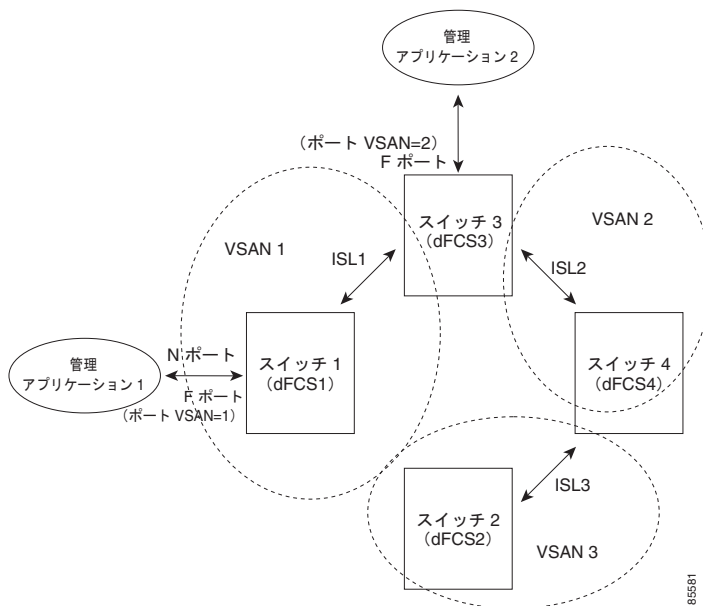 管理
アプリケーション 2
(ポート VSAN=2)
F ポート
スイッチ 3
(dFCS3)
VSAN 1
VSAN 2
ISL1
ISL2
管理
アプリケーション 1
N ポート
F ポート
(ポート VSAN=1)
スイッチ 1
(dFCS1)
スイッチ 4
(dFCS4)
ISL3
スイッチ 2
(dFCS2)
VSAN 3
85581